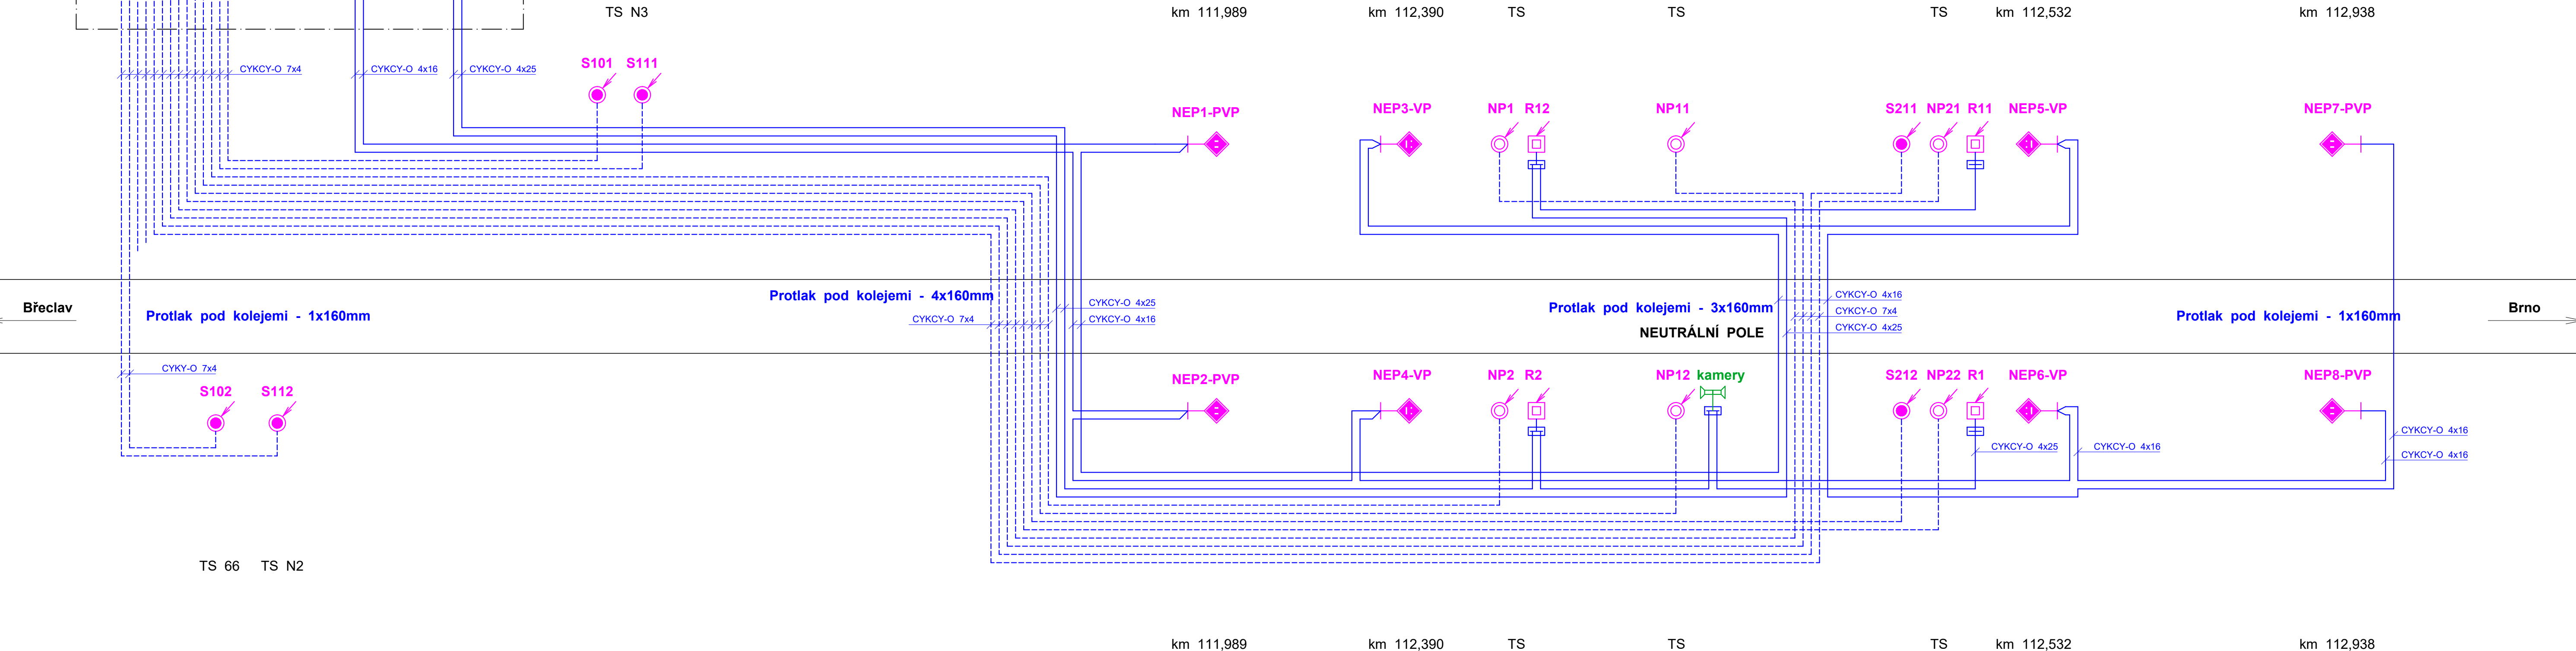 TS N3
km 111,989
km 112,390
TS
TS
TS
km 112,532
km 112,938
CYKCY-O 7x4
CYKCY-O 4x16
CYKCY-O 4x25
S101
S111
NEP1-PVP
NEP3-VP
NP1
R12
NP11
S211
NP21
R11
NEP5-VP
NEP7-PVP
Břeclav
Protlak pod kolejemi - 1x160mm
Protlak pod kolejemi - 4x160mm
CYKCY-O 7x4
CYKCY-O 4x25
CYKCY-O 4x16
Protlak pod kolejemi - 3x160mm
NEUTRÁLNÍ POLE
CYKCY-O 4x16
CYKCY-O 7x4
CYKCY-O 4x25
Protlak pod kolejemi - 1x160mm
Brno
CYKY-O 7x4
S102
S112
NEP2-PVP
NEP4-VP
NP2
R2
NP12
kamery
S212
NP22
R1
NEP6-VP
NEP8-PVP
CYKCY-O 4x25
CYKCY-O 4x16
CYKCY-O 4x16
CYKCY-O 4x16
TS 66
TS N2
km 111,989
km 112,390
TS
TS
TS
km 112,532
km 112,938